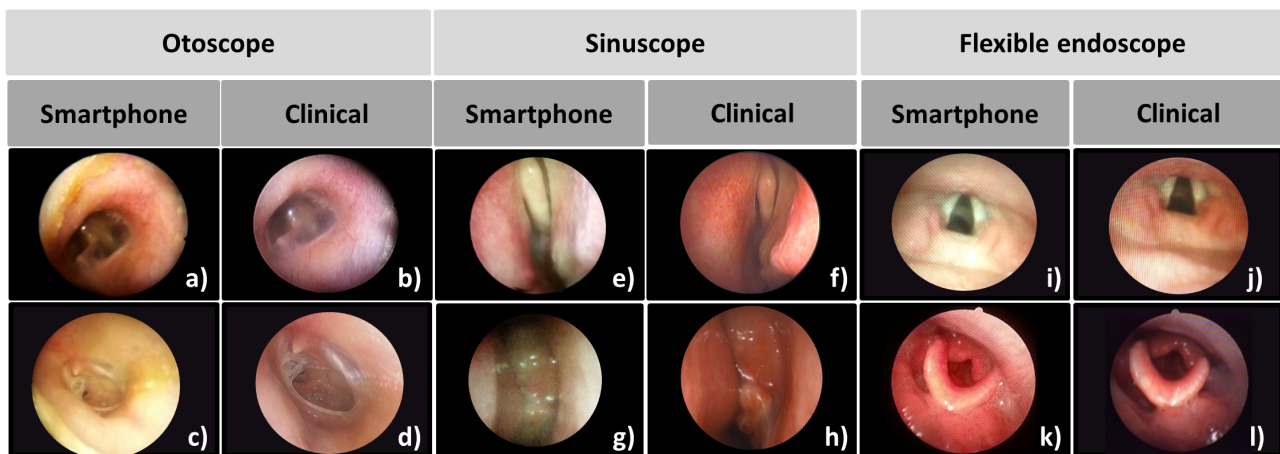 Otoscope Sinuscope Flexible endoscope
Smartphone Clinical Smartphone Clinical Smartphone Clinical
a) b) e) f) i) j)
c) d) g) h) k) l)